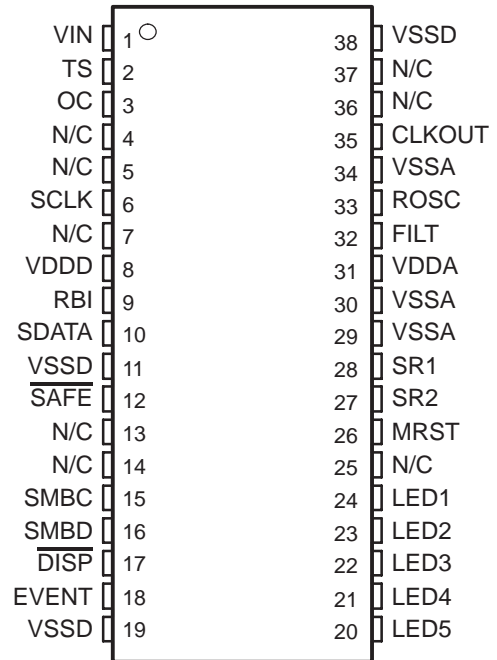 VIN 1 38 VSSD
TS 2 37 N/C
OC 3 36 N/C
N/C 4 35 CLKOUT
N/C 5 34 VSSA
SCLK 6 33 ROSC
N/C 7 32 FILT
VDDD 8 31 VDDA
RBI 9 30 VSSA
SDATA 10 29 VSSA
VSSD 11 28 SR1
SAFE 12 27 SR2
N/C 13 26 MRST
N/C 14 25 N/C
SMBC 15 24 LED1
SMBD 16 23 LED2
DISP 17 22 LED3
EVENT 18 21 LED4
VSSD 19 20 LED5